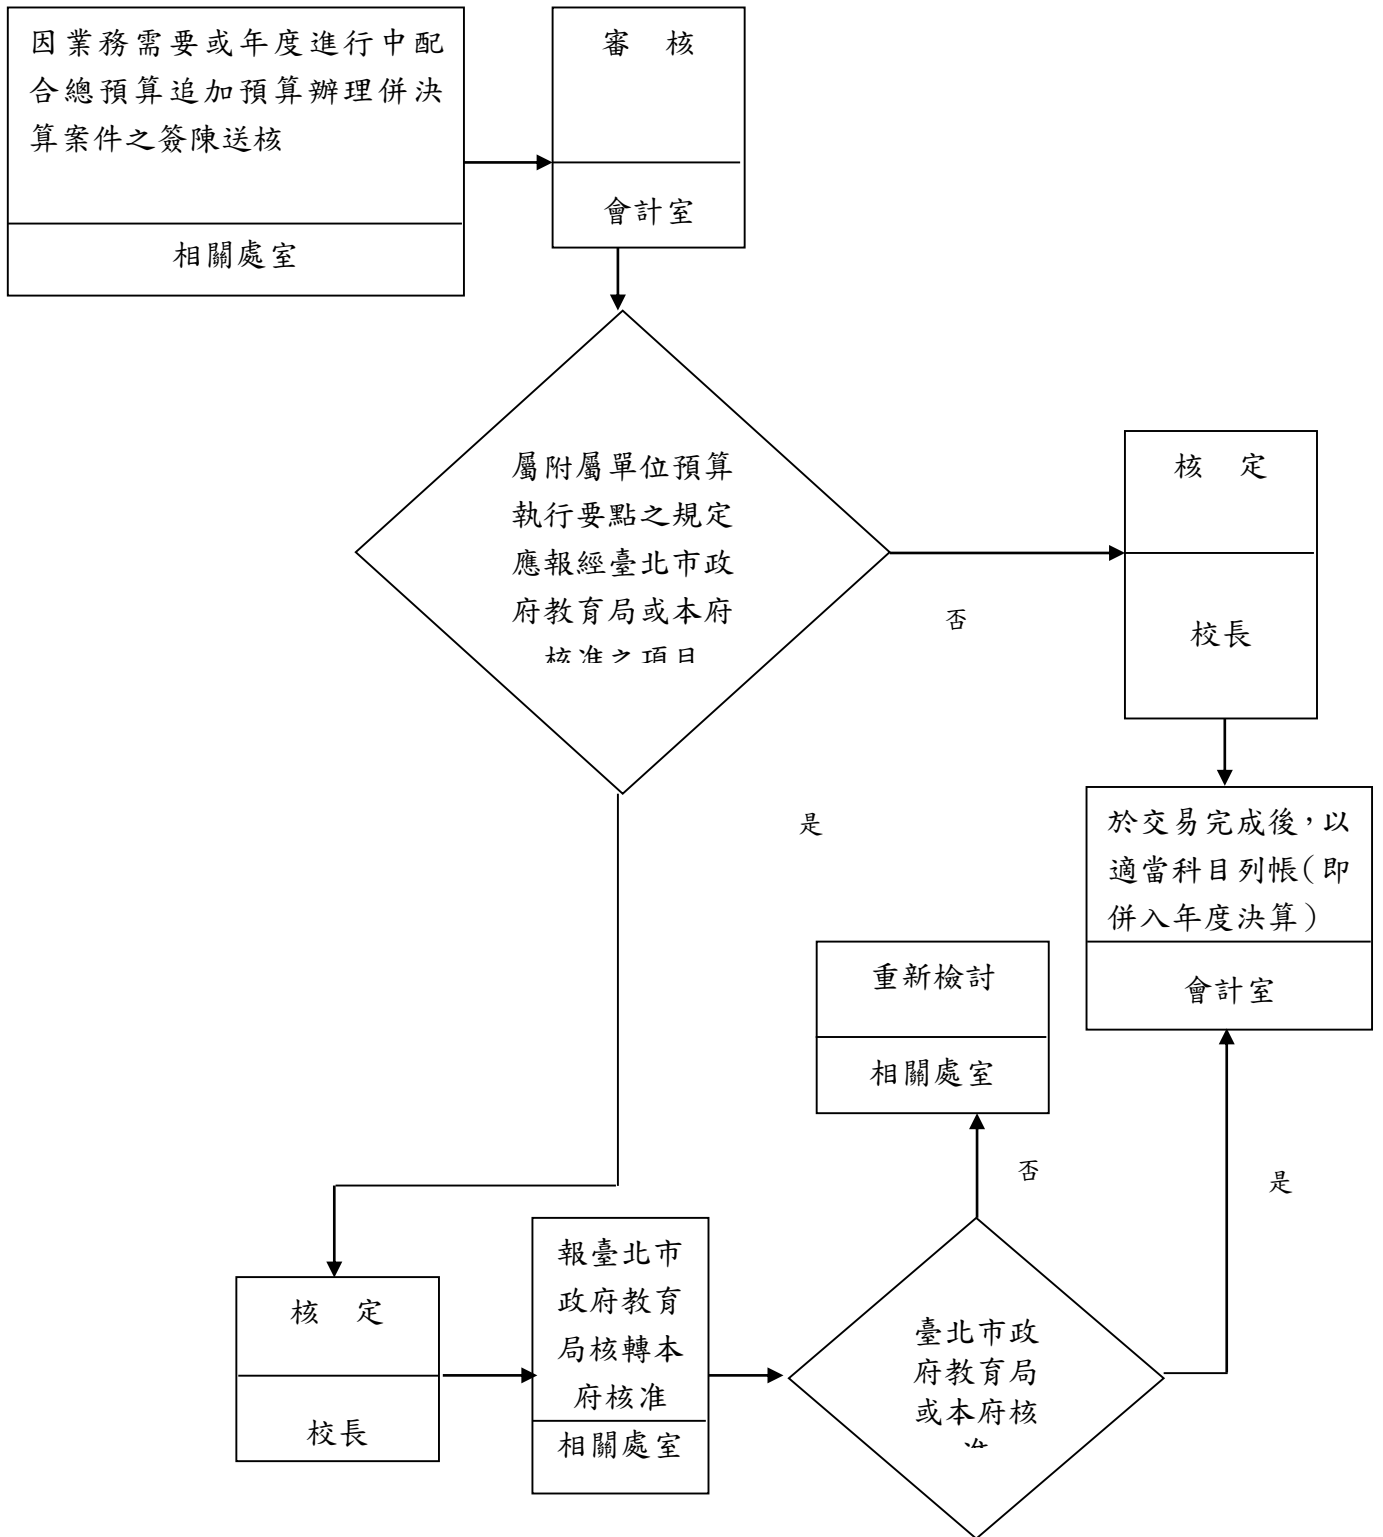 因業務需要或年度進行中配
合總預算追加預算辦理併決
算案件之簽陳送核
相關處室
審 核
會計室
屬附屬單位預算
執行要點之規定
應報經臺北市政
府教育局或本府
核准之項目
否
核 定
校長
是
於交易完成後，以
適當科目列帳（即
併入年度決算）
會計室
重新檢討
相關處室
否
是
核 定
校長
報臺北市
政府教育
局核轉本
府核准
相關處室
臺北市政
府教育局
或本府核
准